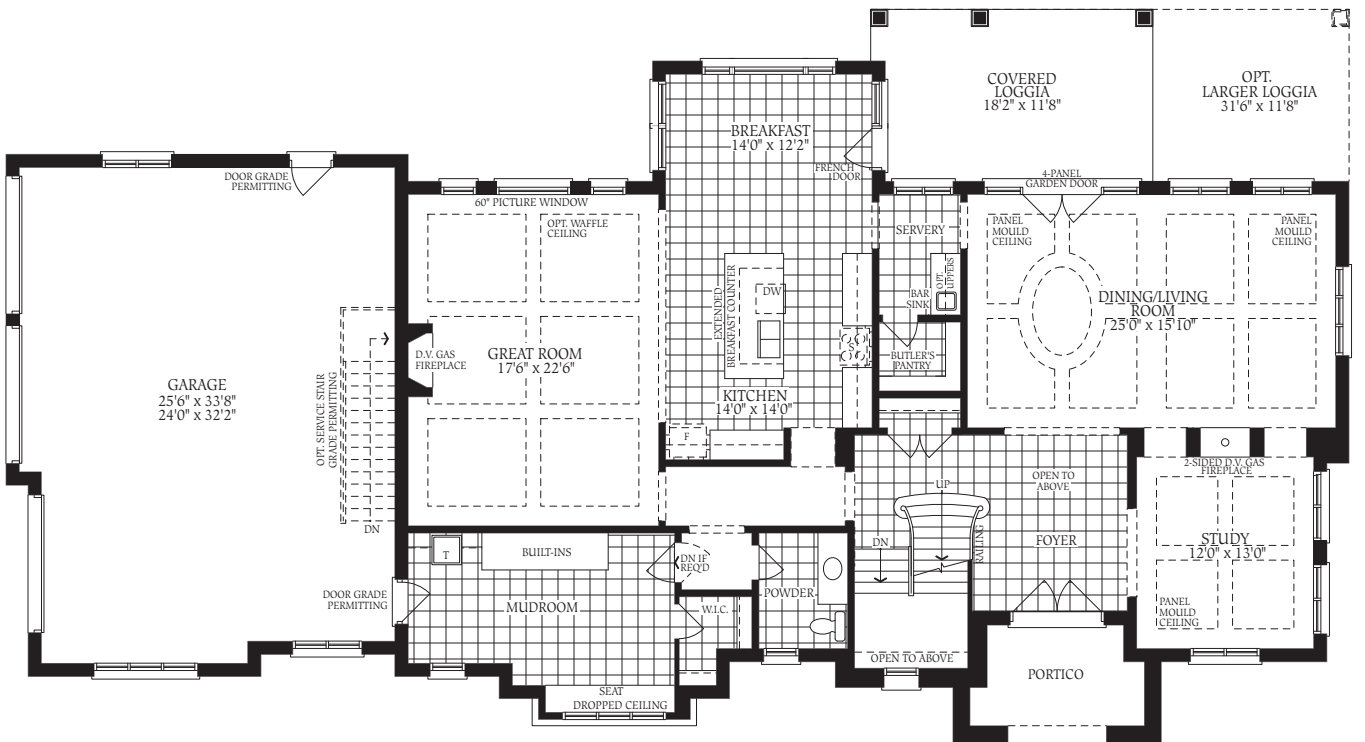 COVERED
LOGGIA
18'2" x 11'8"
OPT.
LARGER LOGGIA
31'6" x 11'8"
BREAKFAST
14'0" x 12'2"
FRENCH
DOOR
DOOR GRADE
PERMITTING
4-PANEL
GARDEN DOOR
60" PICTURE WINDOW
OPT. WAFFLE
CEILING
SERVERY
PANEL
MOULD
CEILING
PANEL
MOULD
CEILING
OPT.
UPPERS
BAR
SINK
DW
EXTENDED
BREAKFAST COUNTER
DINING/LIVING
ROOM
25'0" x 15'10"
S
BUTLER'S
PANTRY
D.V. GAS
FIREPLACE
GREAT ROOM
17'6" x 22'6"
GARAGE
25'6" x 33'8"
24'0" x 32'2"
OPT. SERVICE STAIR
GRADE PERMITTING
DN
KITCHEN
14'0" x 14'0"
F
2-SIDED D.V. GAS
FIREPLACE
OPEN TO
ABOVE
UP
DN
RAILING
FOYER
STUDY
12'0" x 13'0"
PANEL
MOULD
CEILING
T
BUILT-INS
DN IF
REQ'D
POWDER
DOOR GRADE
PERMITTING
MUDROOM
W.I.C.
OPEN TO ABOVE
PORTICO
SEAT
DROPPED CEILING